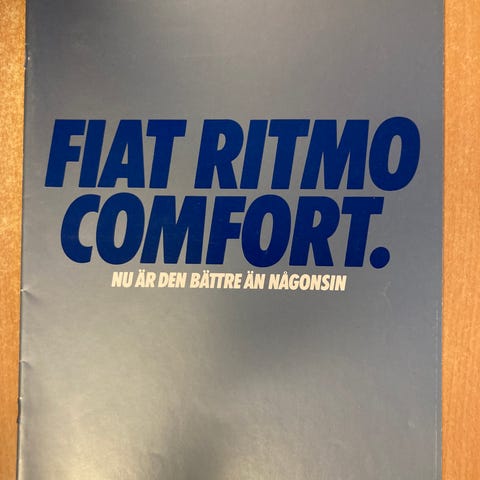 FIAT RITMO
COMFORT.
NU ÄR DEN BÄTTRE ÄN NÅGONSIN